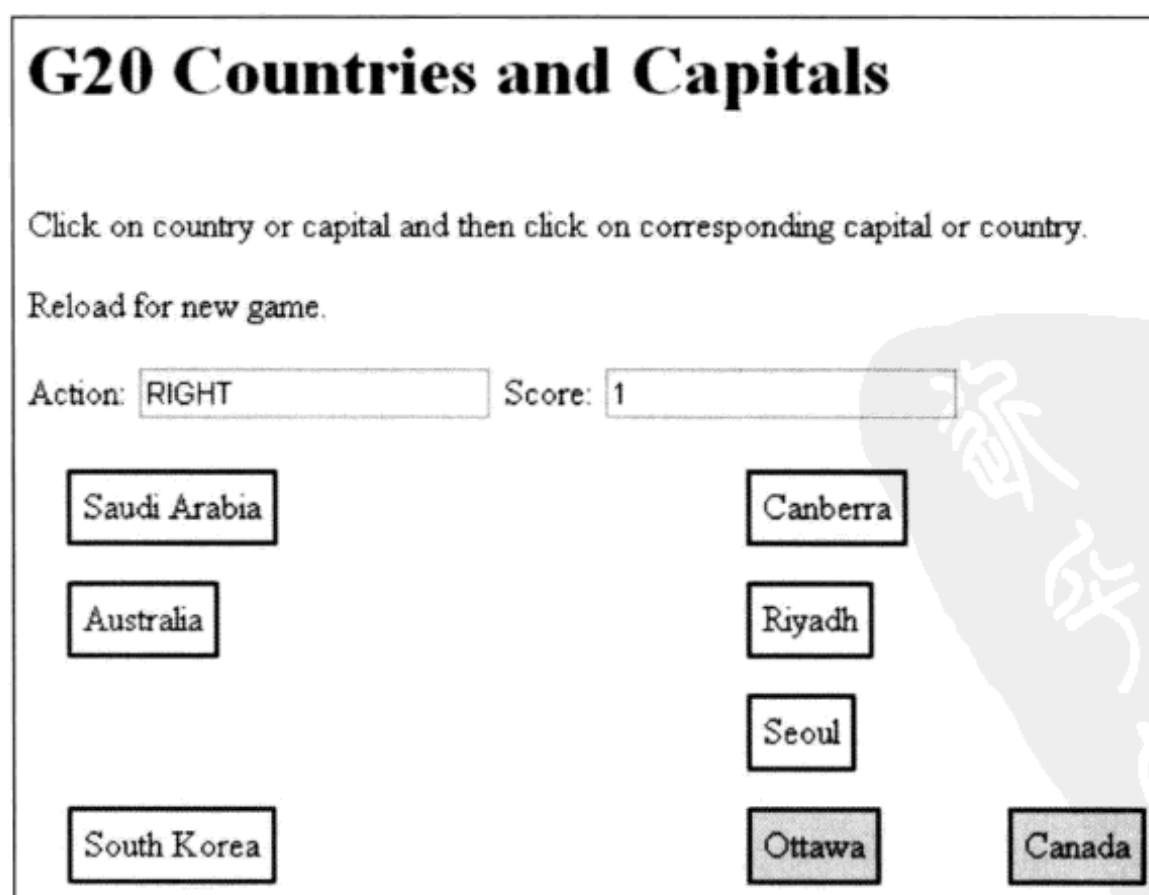 G20 Countries and Capitals
Click on country or capital and then click on corresponding capital or country.
Reload for new game.
Action: RIGHT Score: 1
Saudi Arabia Canberra
Australia Riyadh
Seoul
South Korea Ottawa Canada